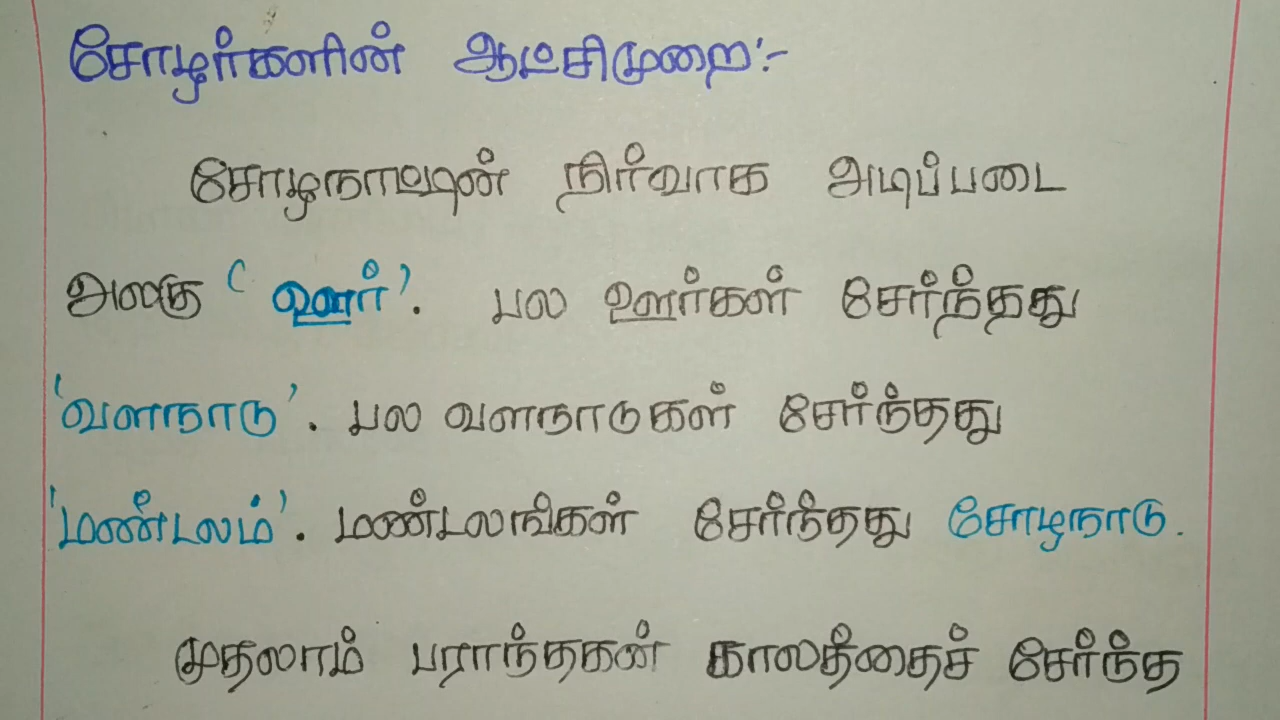 சோழர்களின் ஆட்சிமுறை:-
சோழநாட்டின் நிர்வாக அடிப்படை
அலகு 'ஊர்'. பல ஊர்கள் சேர்ந்தது
'வளநாடு'. பல வளநாடுகள் சேர்ந்தது
'மண்டலம்'. மண்டலங்கள் சேர்ந்தது சோழநாடு.
முதலாம் பராந்தகன் காலத்தைச் சேர்ந்த